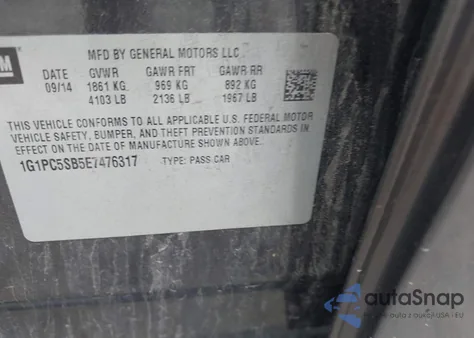 GM
MFD BY GENERAL MOTORS LLC
DATE GVWR GAWR FRT GAWR RR
09/14 1861 KG 969 KG 892 KG
4103 LB 2136 LB 1967 LB
THIS VEHICLE CONFORMS TO ALL APPLICABLE U.S. FEDERAL MOTOR
VEHICLE SAFETY, BUMPER, AND THEFT PREVENTION STANDARDS IN
EFFECT ON THE DATE OF MANUFACTURE SHOWN ABOVE.
1G1PC5SB5E7476317 TYPE: PASS CAR
autaSnap